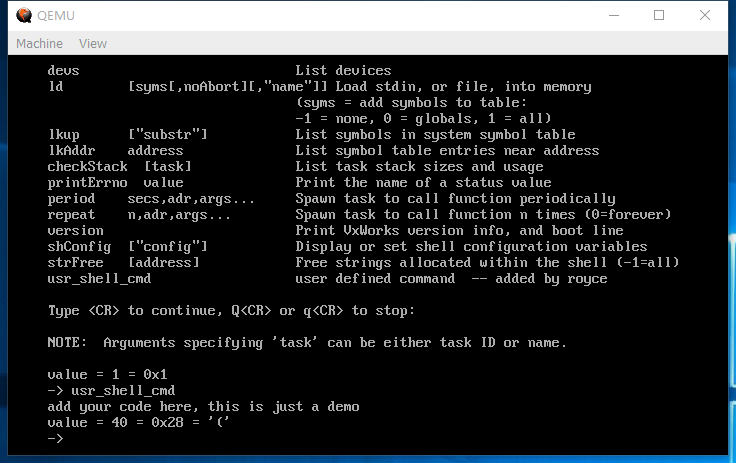 QEMU
Machine View
devs List devices
ld [syms[,noAbort][,"name"]] Load stdin, or file, into memory
(syms = add symbols to table:
-1 = none, 0 = globals, 1 = all)
lkup ["substr"] List symbols in system symbol table
lkAddr address List symbol table entries near address
checkStack [task] List task stack sizes and usage
printErrno value Print the name of a status value
period secs,adr,args... Spawn task to call function periodically
repeat n,adr,args... Spawn task to call function n times (0=forever)
version Print VxWorks version info, and boot line
shConfig ["config"] Display or set shell configuration variables
strFree [address] Free strings allocated within the shell (-1=all)
usr_shell_cmd user defined command -- added by royce
Type <CR> to continue, Q<CR> or q<CR> to stop:
NOTE: Arguments specifying 'task' can be either task ID or name.
value = 1 = 0x1
-> usr_shell_cmd
add your code here, this is just a demo
value = 40 = 0x28 = '('
->